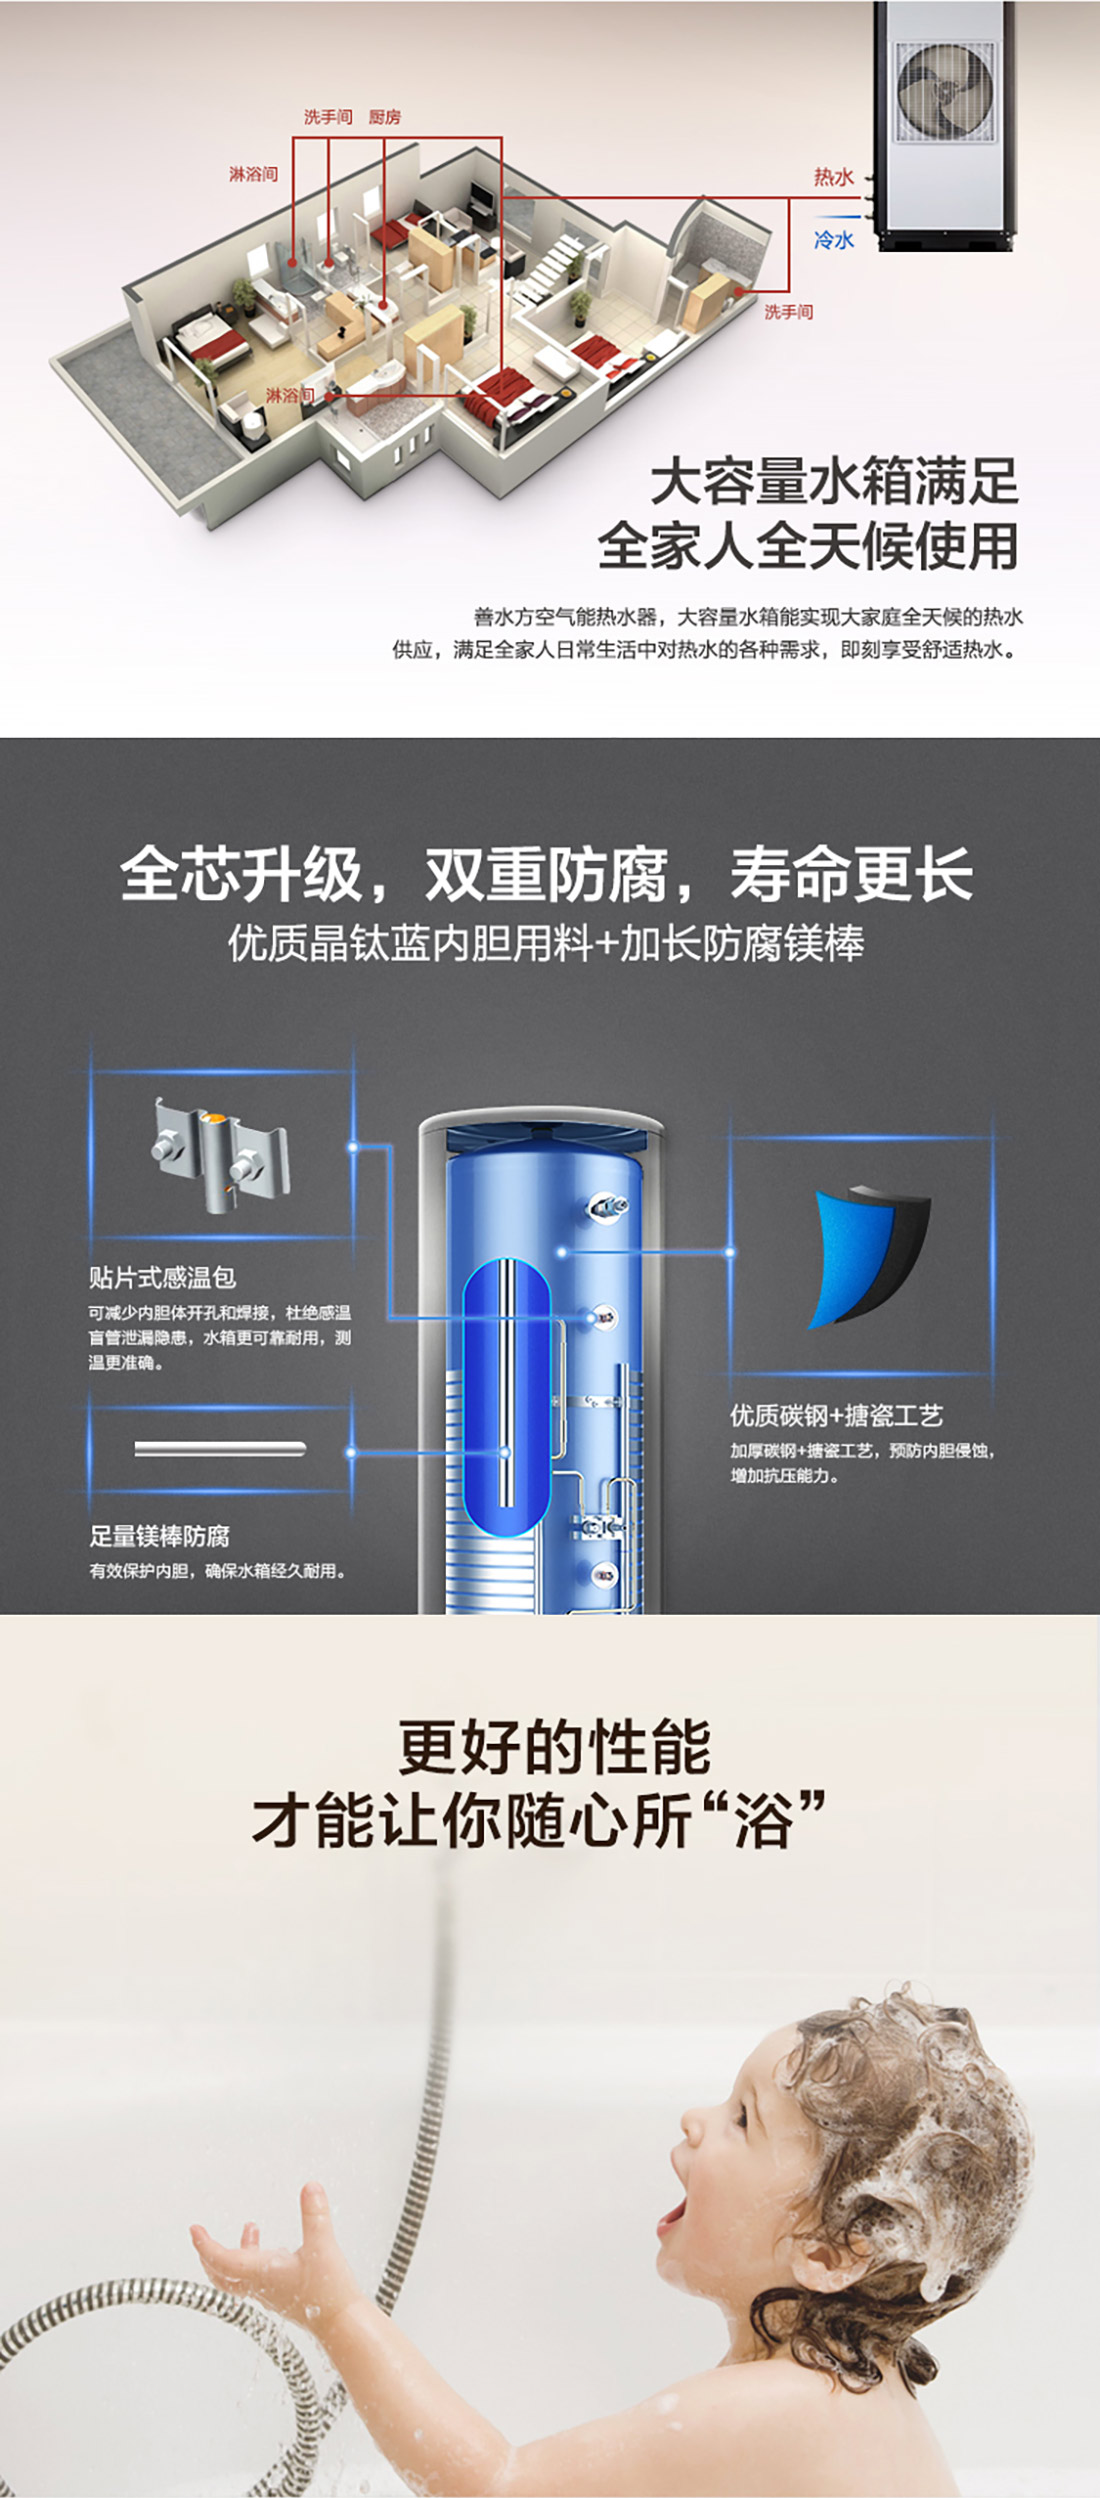 洗手间 厨房
淋浴间
热水
冷水
洗手间
淋浴间
大容量水箱满足
全家人全天候使用
善水方空气能热水器，大容量水箱能实现大家庭全天候的热水
供应，满足全家人日常生活中对热水的各种需求，即刻享受舒适热水。
全芯升级，双重防腐，寿命更长
优质晶钛蓝内胆用料+加长防腐镁棒
贴片式感温包
可减少内胆体开孔和焊接，杜绝感温
盲管泄漏隐患，水箱更可靠耐用，测
温更准确。
足量镁棒防腐
有效保护内胆，确保水箱经久耐用。
优质碳钢+搪瓷工艺
加厚碳钢+搪瓷工艺，预防内胆侵蚀，
增加抗压能力。
更好的性能
才能让你随心所“浴”